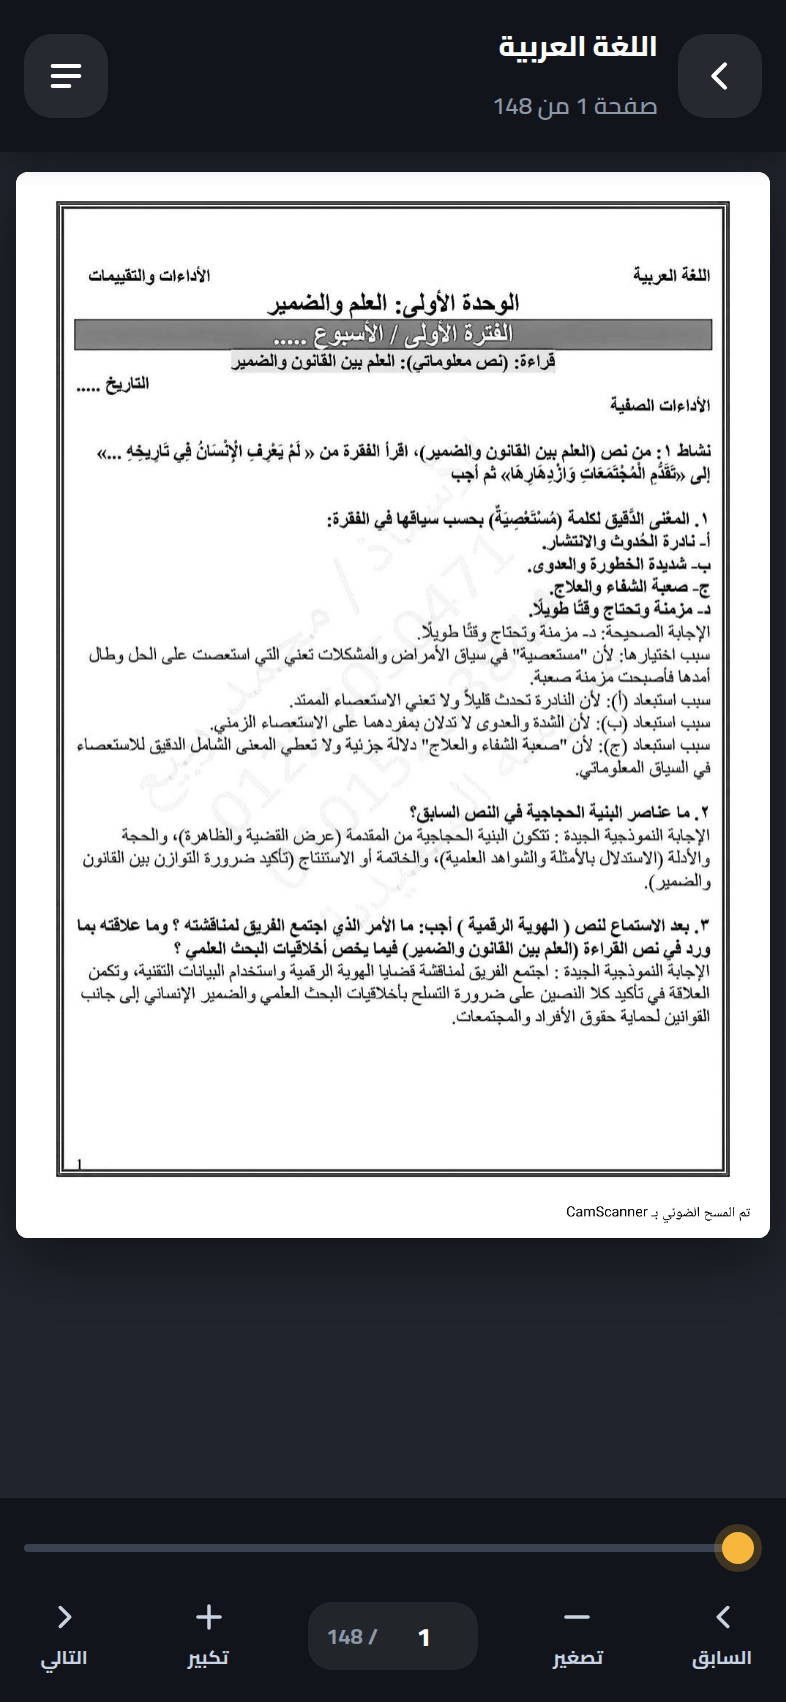 اللغة العربية
صفحة 1 من 148
اللغة العربية
الأداءات والتقييمات
الوحدة الأولى: العلم والضمير
الفترة الأولى / الأسبوع .....
قراءة: (نص معلوماتي): العلم بين القانون والضمير
التاريخ .....
الأداءات الصفية
نشاط ١: من نص (العلم بين القانون والضمير)، اقرأ الفقرة من « لَمْ يَعْرِفِ الْإِنْسَانُ فِي تَارِيخِهِ ...»
إلى «تَقَدُّمِ الْمُجْتَمَعَاتِ وَازْدِهَارِهَا» ثم أجب
١. المعْنى الدَّقيق لكلمة (مُسْتَعْصِيَةٌ) بحسب سياقها في الفقرة:
أ- نادرة الحُدوث والانتشار.
ب- شديدة الخطورة والعدوى.
ج- صعبة الشفاء والعلاج.
د- مزمنة وتحتاج وقتًا طويلًا.
الإجابة الصحيحة: د- مزمنة وتحتاج وقتًا طويلًا.
سبب اختيارها: لأن "مستعصية" في سياق الأمراض والمشكلات تعني التي استعصت على الحل وطال
أمدها فأصبحت مزمنة صعبة.
سبب استبعاد (أ): لأن النادرة تحدث قليلاً ولا تعني الاستعصاء الممتد.
سبب استبعاد (ب): لأن الشدة والعدوى لا تدلان بمفردهما على الاستعصاء الزمني.
سبب استبعاد (ج): لأن "صعبة الشفاء والعلاج" دلالة جزئية ولا تعطي المعنى الشامل الدقيق للاستعصاء
في السياق المعلوماتي.
٢. ما عناصر البنية الحجاجية في النص السابق؟
الإجابة النموذجية الجيدة : تتكون البنية الحجاجية من المقدمة (عرض القضية والظاهرة)، والحجة
والأدلة (الاستدلال بالأمثلة والشواهد العلمية)، والخاتمة أو الاستنتاج (تأكيد ضرورة التوازن بين القانون
والضمير).
٣. بعد الاستماع لنص ( الهوية الرقمية ) أجب: ما الأمر الذي اجتمع الفريق لمناقشته ؟ وما علاقته بما
ورد في نص القراءة (العلم بين القانون والضمير) فيما يخص أخلاقيات البحث العلمي ؟
الإجابة النموذجية الجيدة : اجتمع الفريق لمناقشة قضايا الهوية الرقمية واستخدام البيانات التقنية، وتكمن
العلاقة في تأكيد كلا النصين على ضرورة التسلح بأخلاقيات البحث العلمي والضمير الإنساني إلى جانب
القوانين لحماية حقوق الأفراد والمجتمعات.
1
تم المسح الضوئي بـ CamScanner
السابق
تصغير
1
/ 148
تكبير
التالي